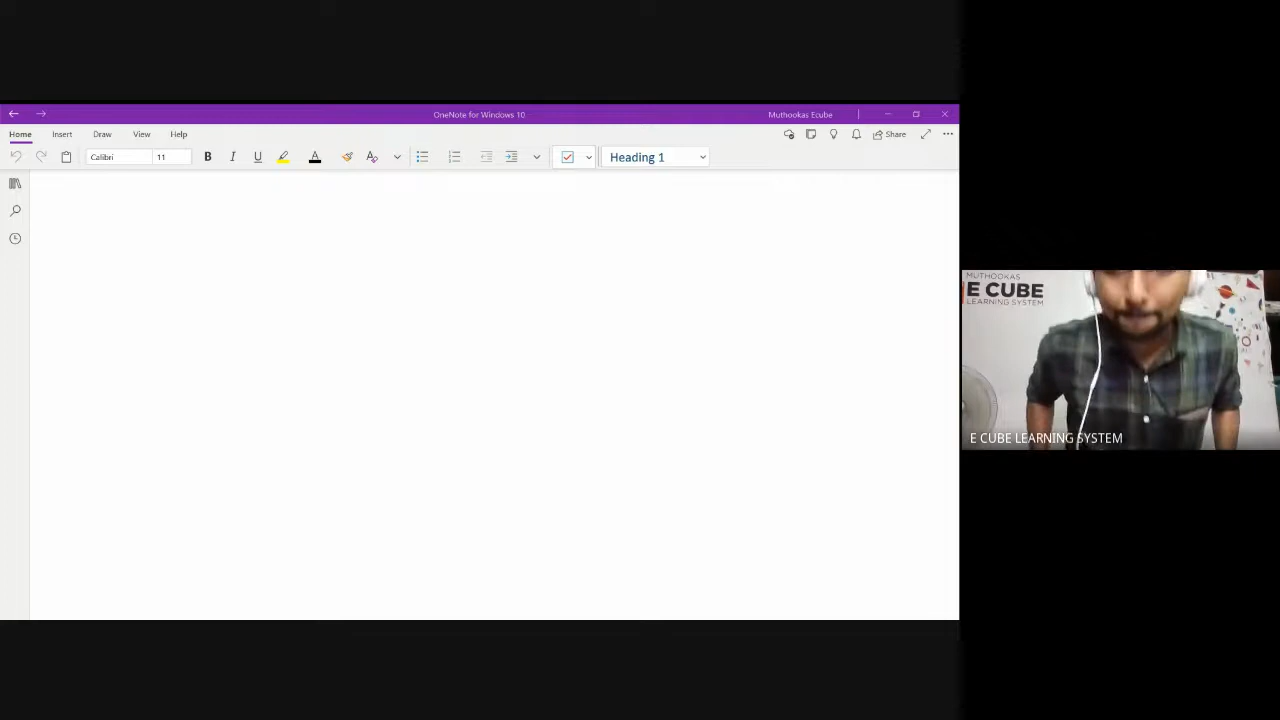 OneNote for Windows 10
Muthookas Ecube
Home Insert Draw View Help
Share
Calibri 11 B I U A A Heading 1
MUTHOOKAS
E CUBE
LEARNING SYSTEM
E CUBE LEARNING SYSTEM